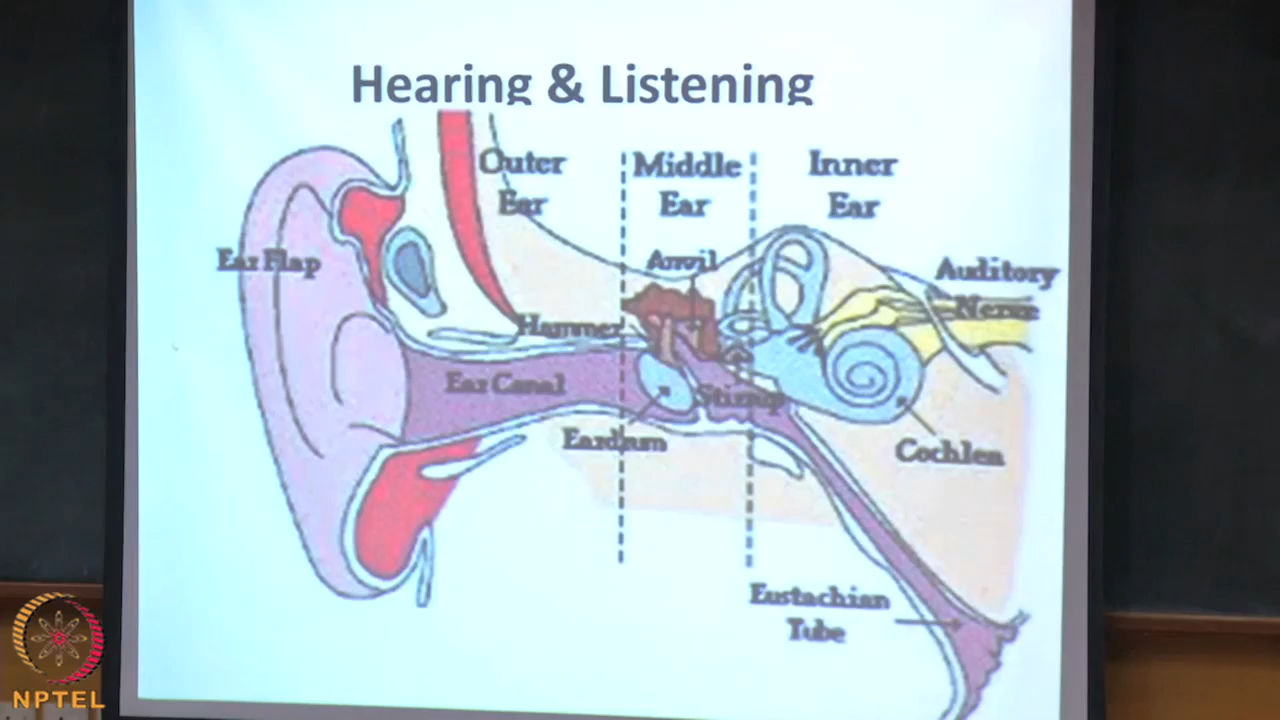 Hearing & Listening
Outer
Ear
Middle
Ear
Inner
Ear
Ear Flap
Anvil
Auditory
Nerve
Hammer
Ear Canal
Stirrup
Eardrum
Cochlea
Eustachian
Tube
NPTEL